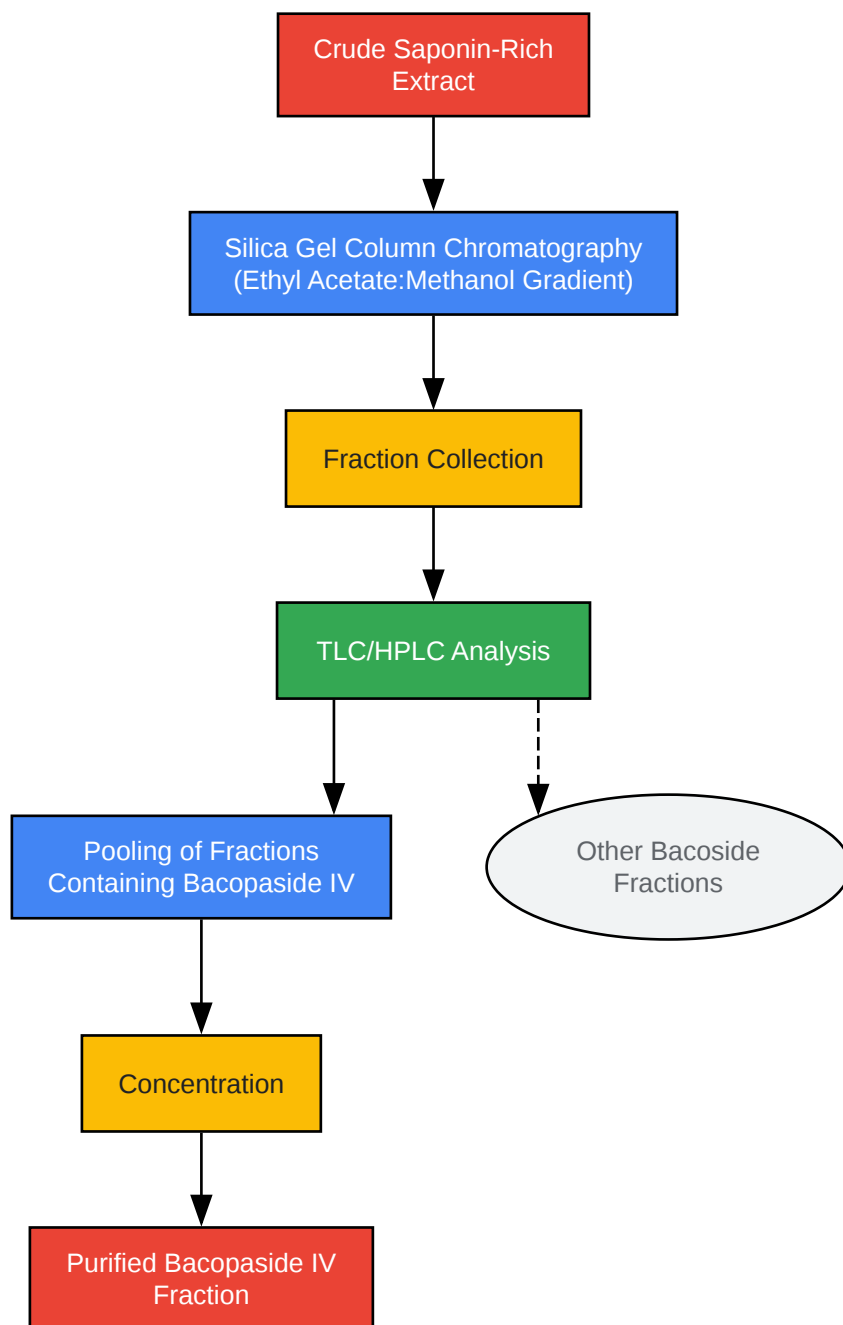 Crude Saponin-Rich
Extract
Silica Gel Column Chromatography
(Ethyl Acetate:Methanol Gradient)
Fraction Collection
TLC/HPLC Analysis
Pooling of Fractions
Containing Bacopaside IV
Other Bacoside
Fractions
Concentration
Purified Bacopaside IV
Fraction